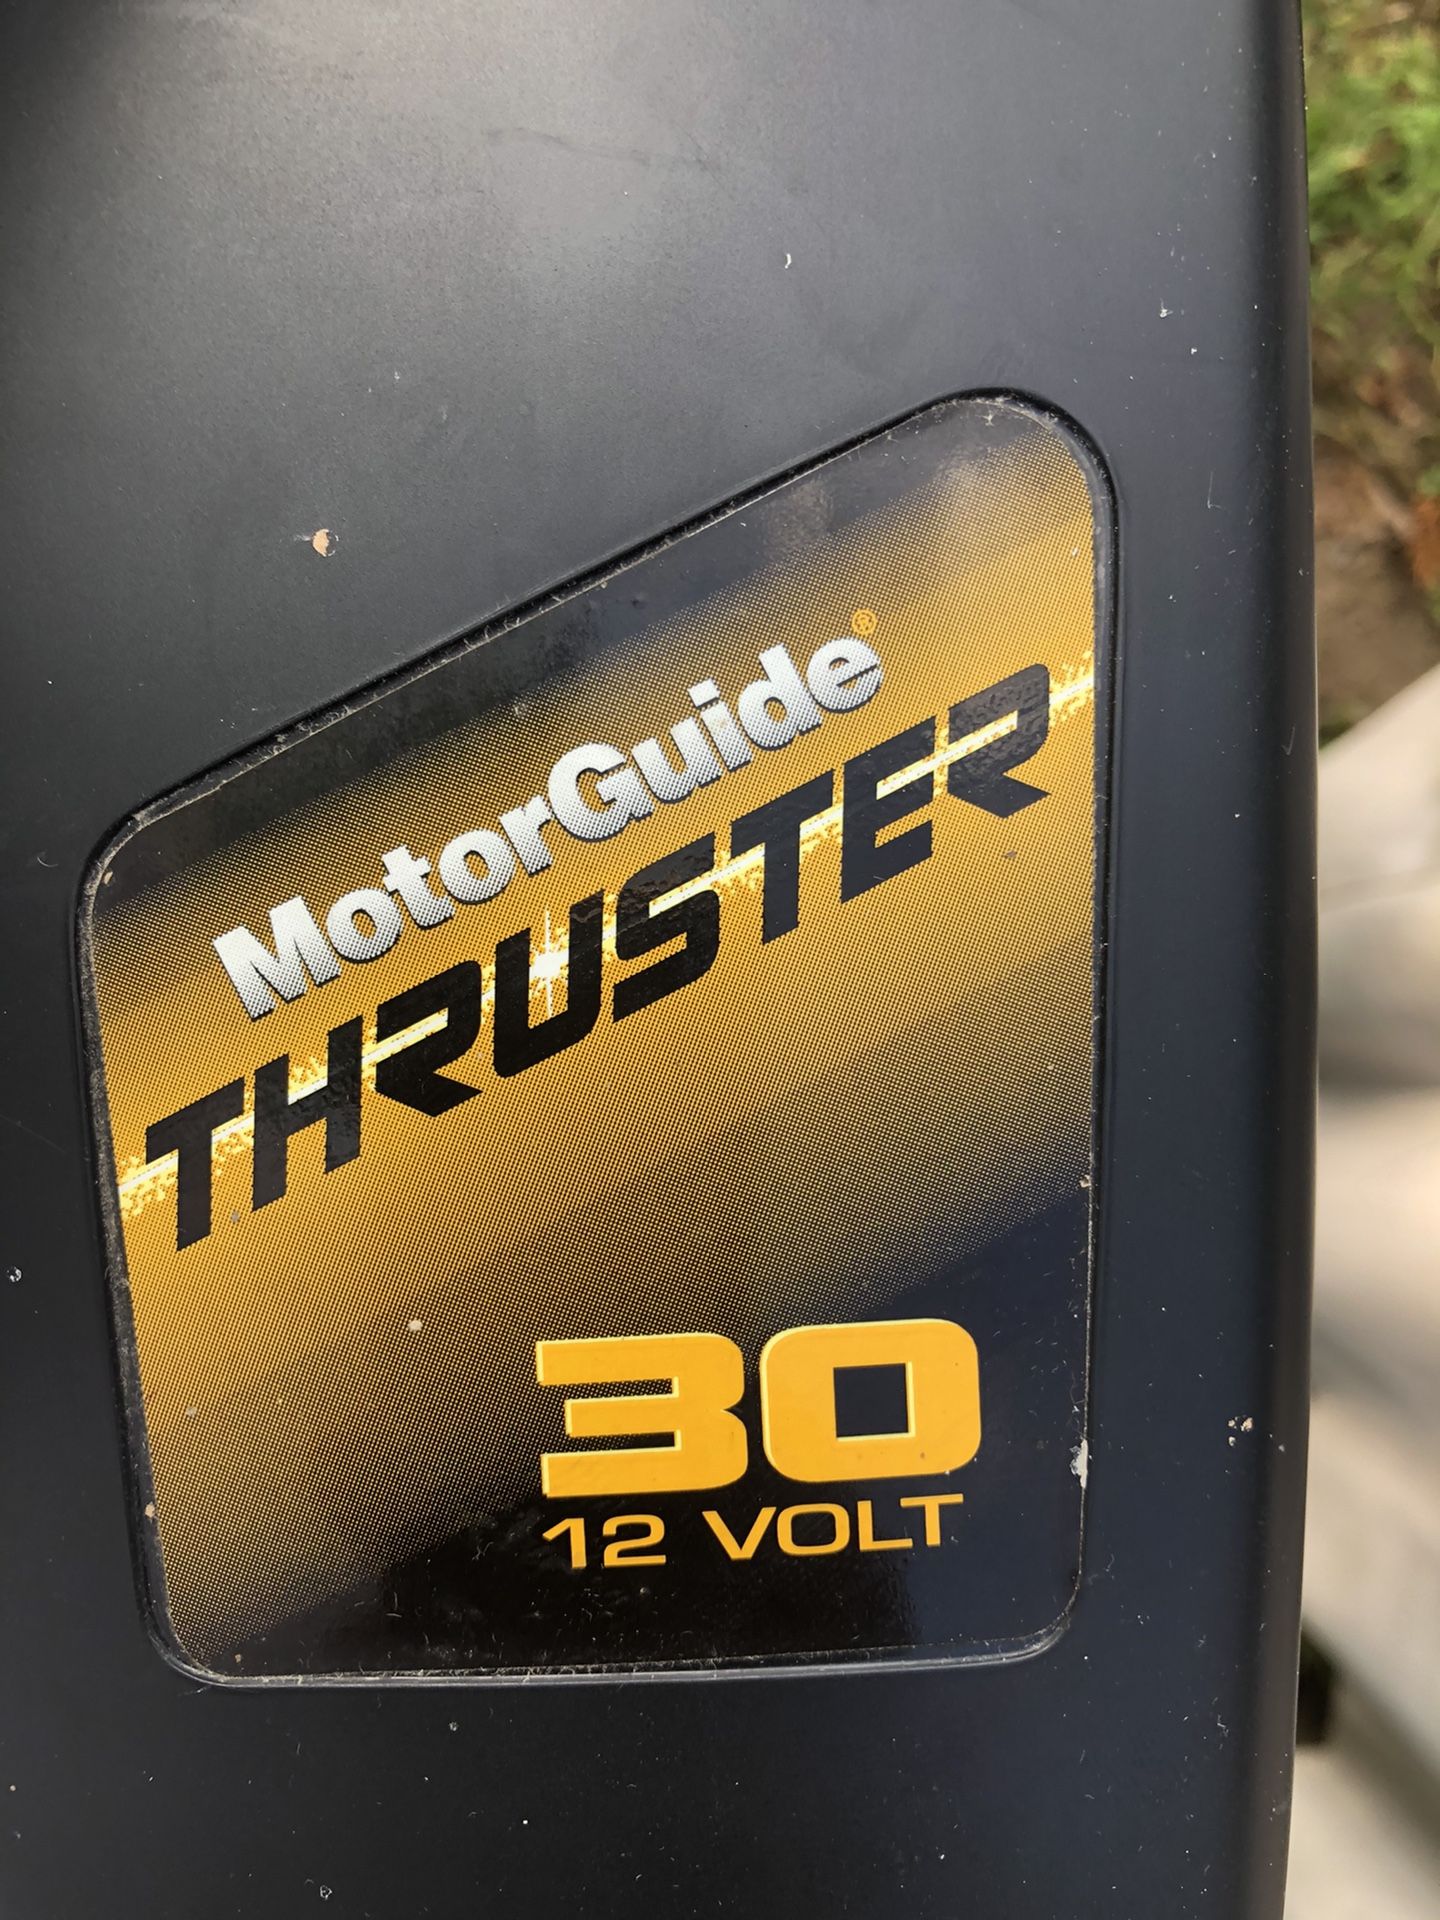 MotorGuide®
THRUSTER
30
12 VOLT